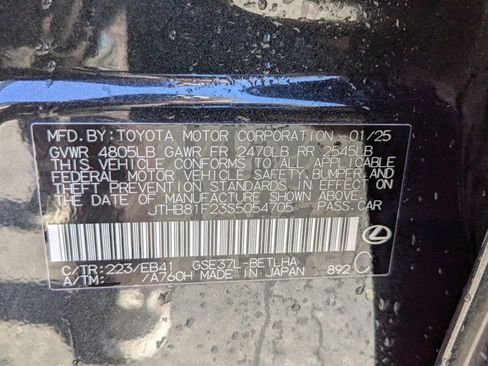 MFD.BY:TOYOTA MOTOR CORPORATION 01/25
GVWR 4805LB GAWR FR 2470LB RR 2545LB
THIS VEHICLE CONFORMS TO ALL APPLICABLE
FEDERAL MOTOR VEHICLE SAFETY,BUMPER,AND
THEFT PREVENTION STANDARDS IN EFFECT ON
THE DATE OF MANUFACTURE SHOWN ABOVE.
JTHB81F23S5054705 PASS.CAR
C/TR:223/EB41 GSE37L-BETLHA
A/TM: /A760H MADE IN JAPAN 892 C